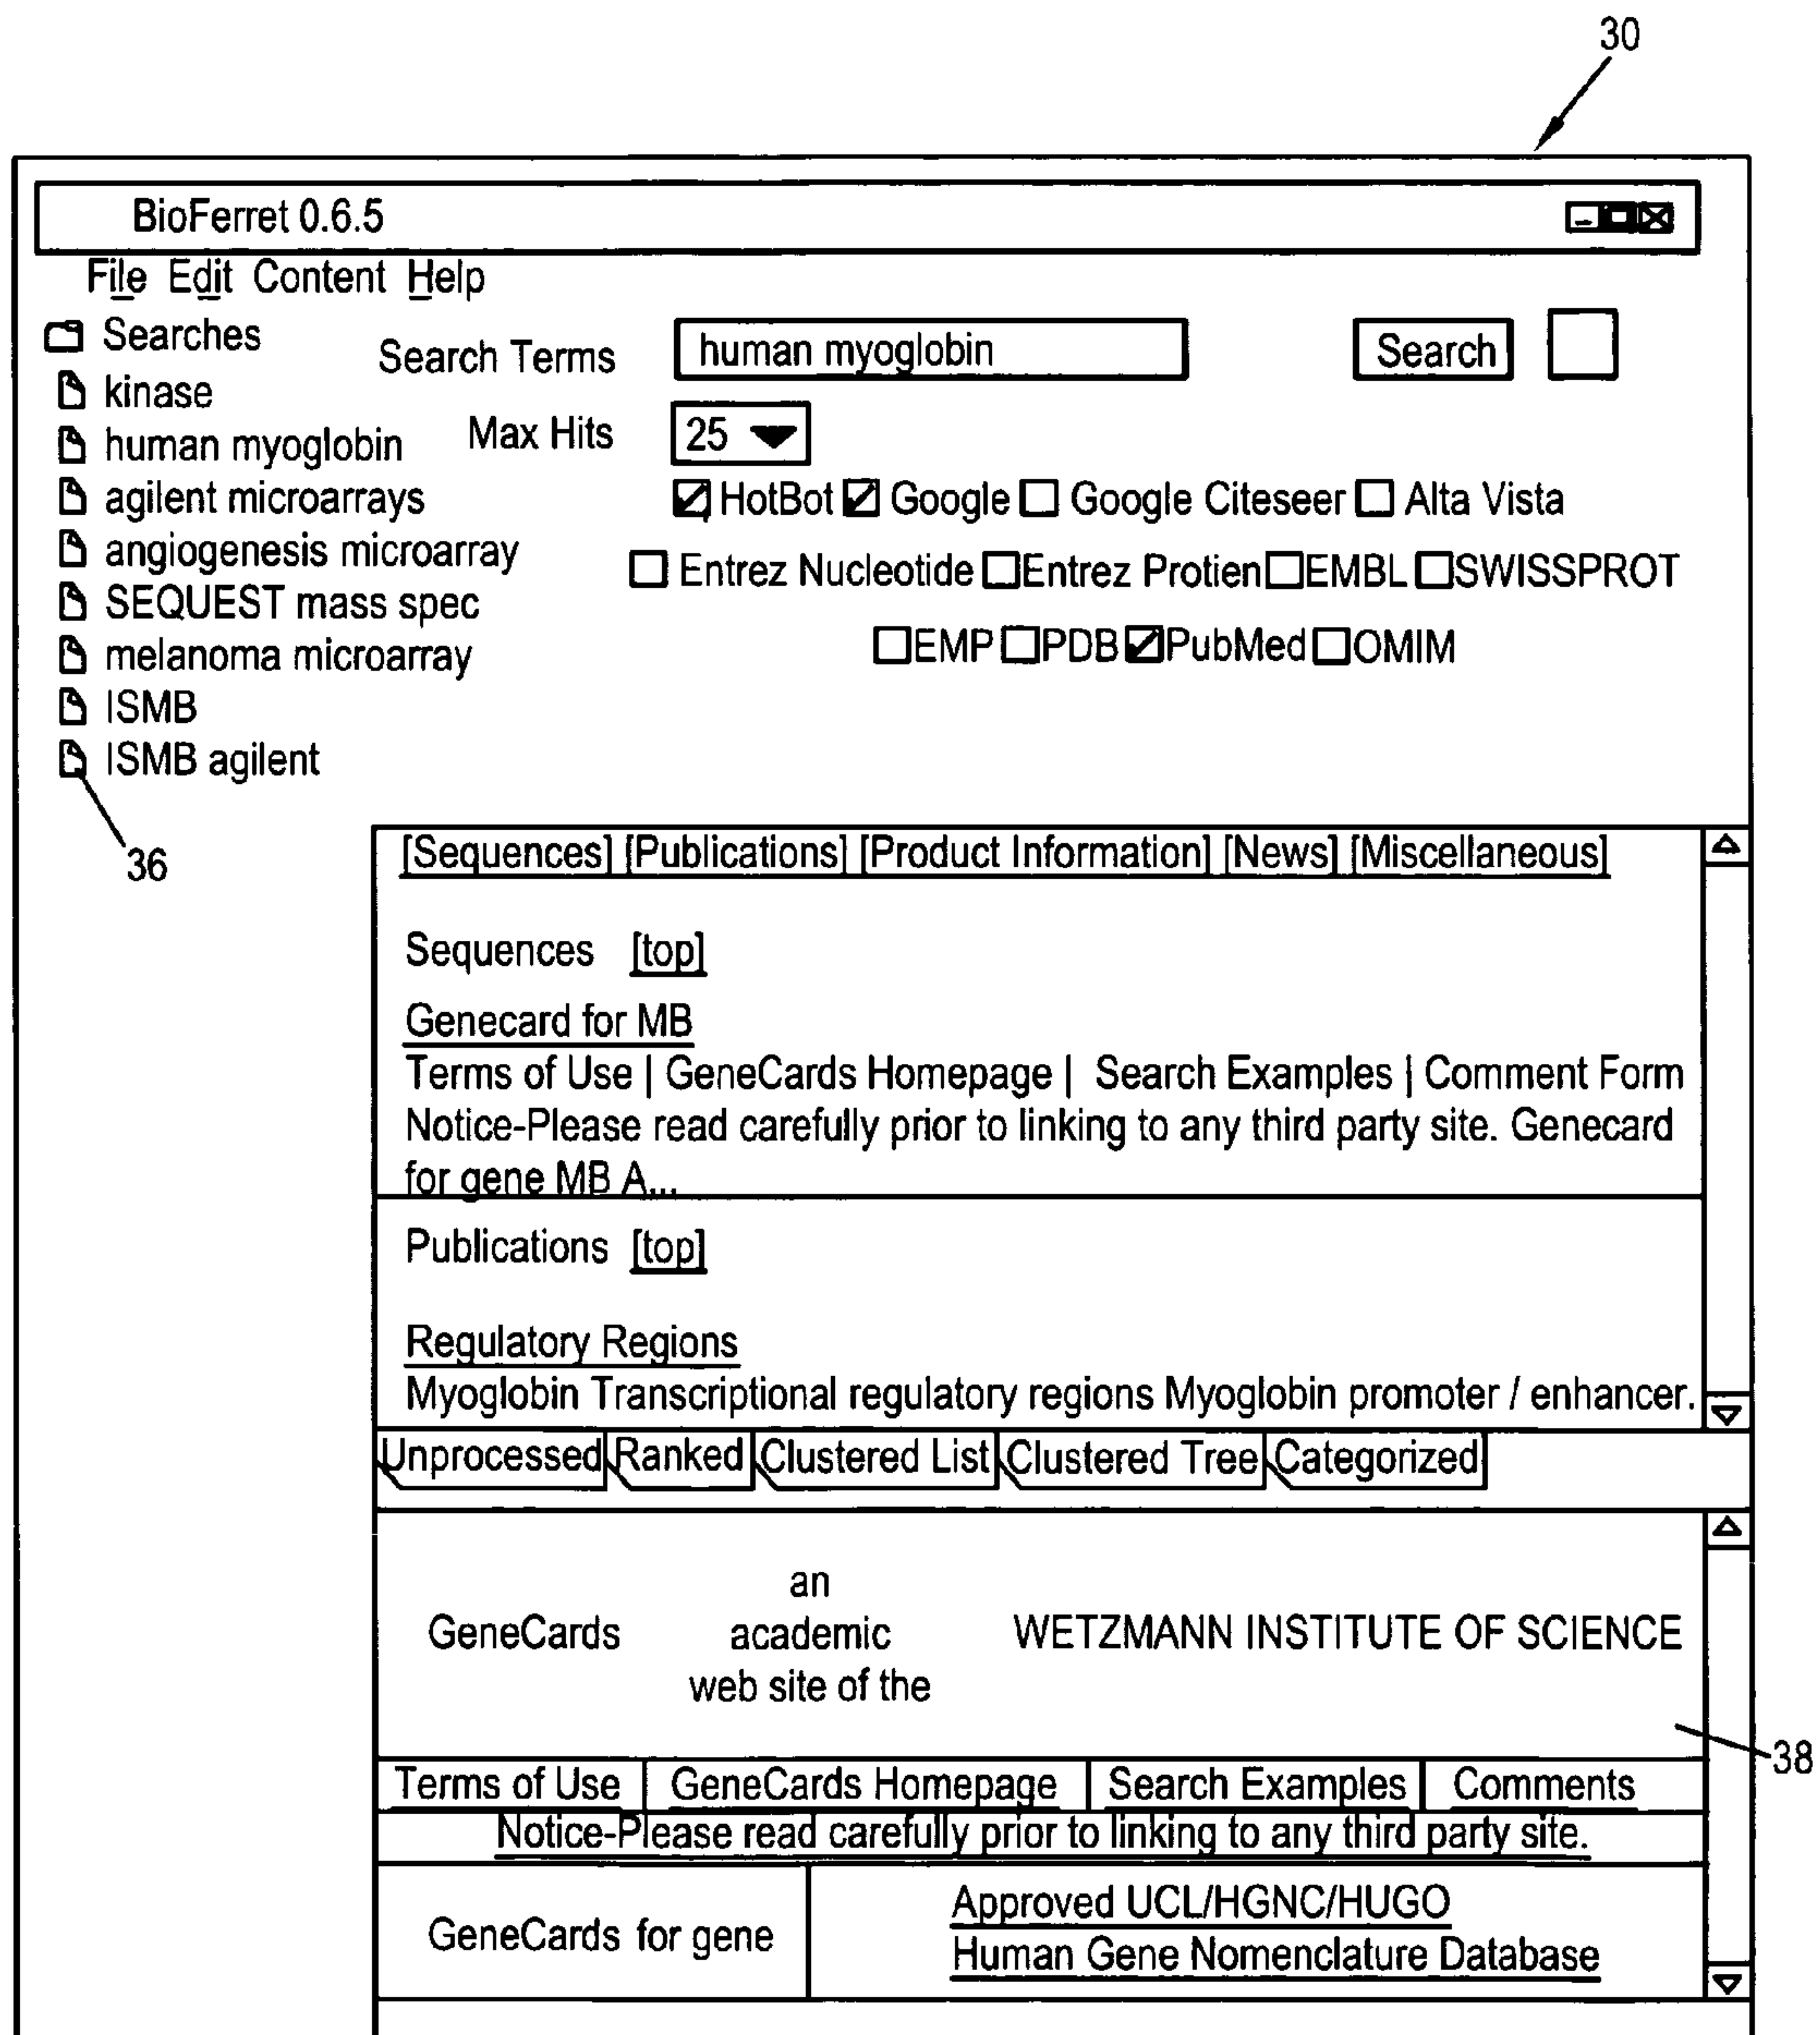 30
BioFerret 0.6.5
File Edit Content Help
Searches
kinase
human myoglobin
agilent microarrays
angiogenesis microarray
SEQUEST mass spec
melanoma microarray
ISMB
ISMB agilent
36
Search Terms human myoglobin Search
Max Hits 25
HotBot Google Google Citeseer Alta Vista
Entrez Nucleotide Entrez Protien EMBL SWISSPROT
EMP PDB PubMed OMIM
[Sequences] [Publications] [Product Information] [News] [Miscellaneous]
Sequences [top]
Genecard for MB
Terms of Use | GeneCards Homepage | Search Examples | Comment Form
Notice-Please read carefully prior to linking to any third party site. Genecard
for gene MB A...
Publications [top]
Regulatory Regions
Myoglobin Transcriptional regulatory regions Myoglobin promoter / enhancer.
Unprocessed Ranked Clustered List Clustered Tree Categorized
GeneCards
an
academic
web site of the
WETZMANN INSTITUTE OF SCIENCE
38
Terms of Use GeneCards Homepage Search Examples Comments
Notice-Please read carefully prior to linking to any third party site.
GeneCards for gene
Approved UCL/HGNC/HUGO
Human Gene Nomenclature Database